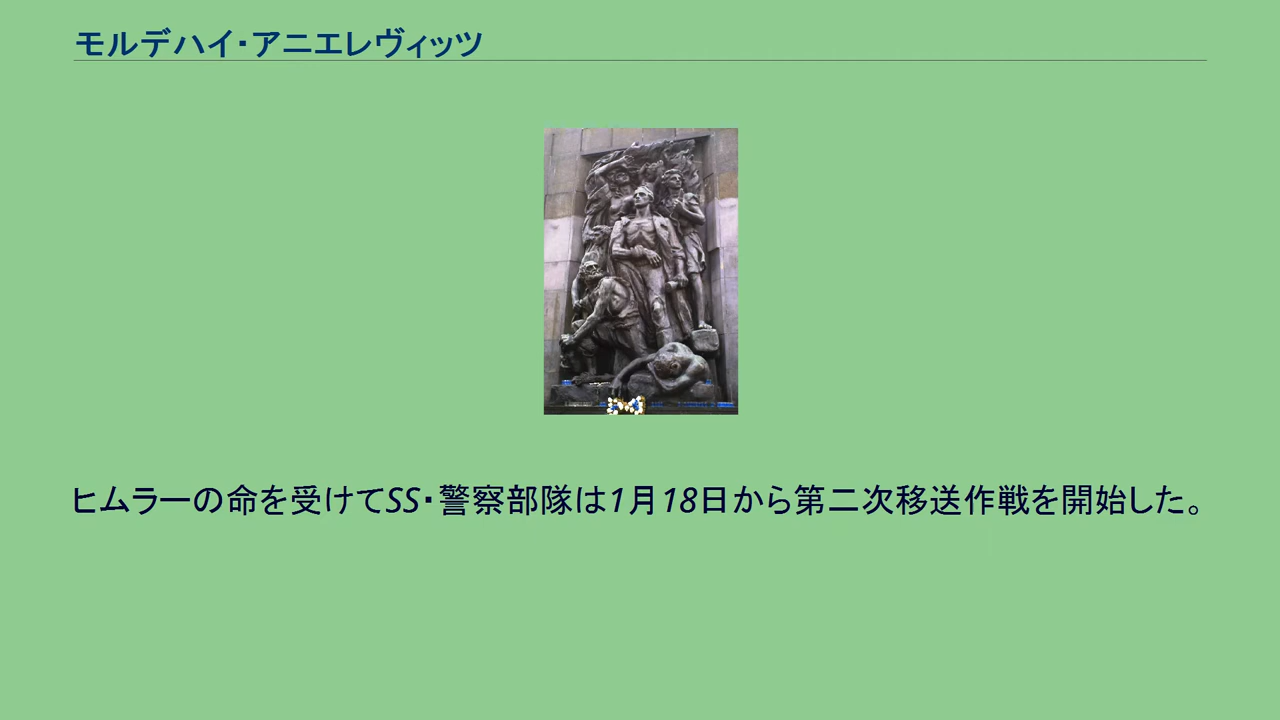 モルデハイ・アニエレヴィッツ
ヒムラーの命を受けてSS・警察部隊は1月18日から第二次移送作戦を開始した。